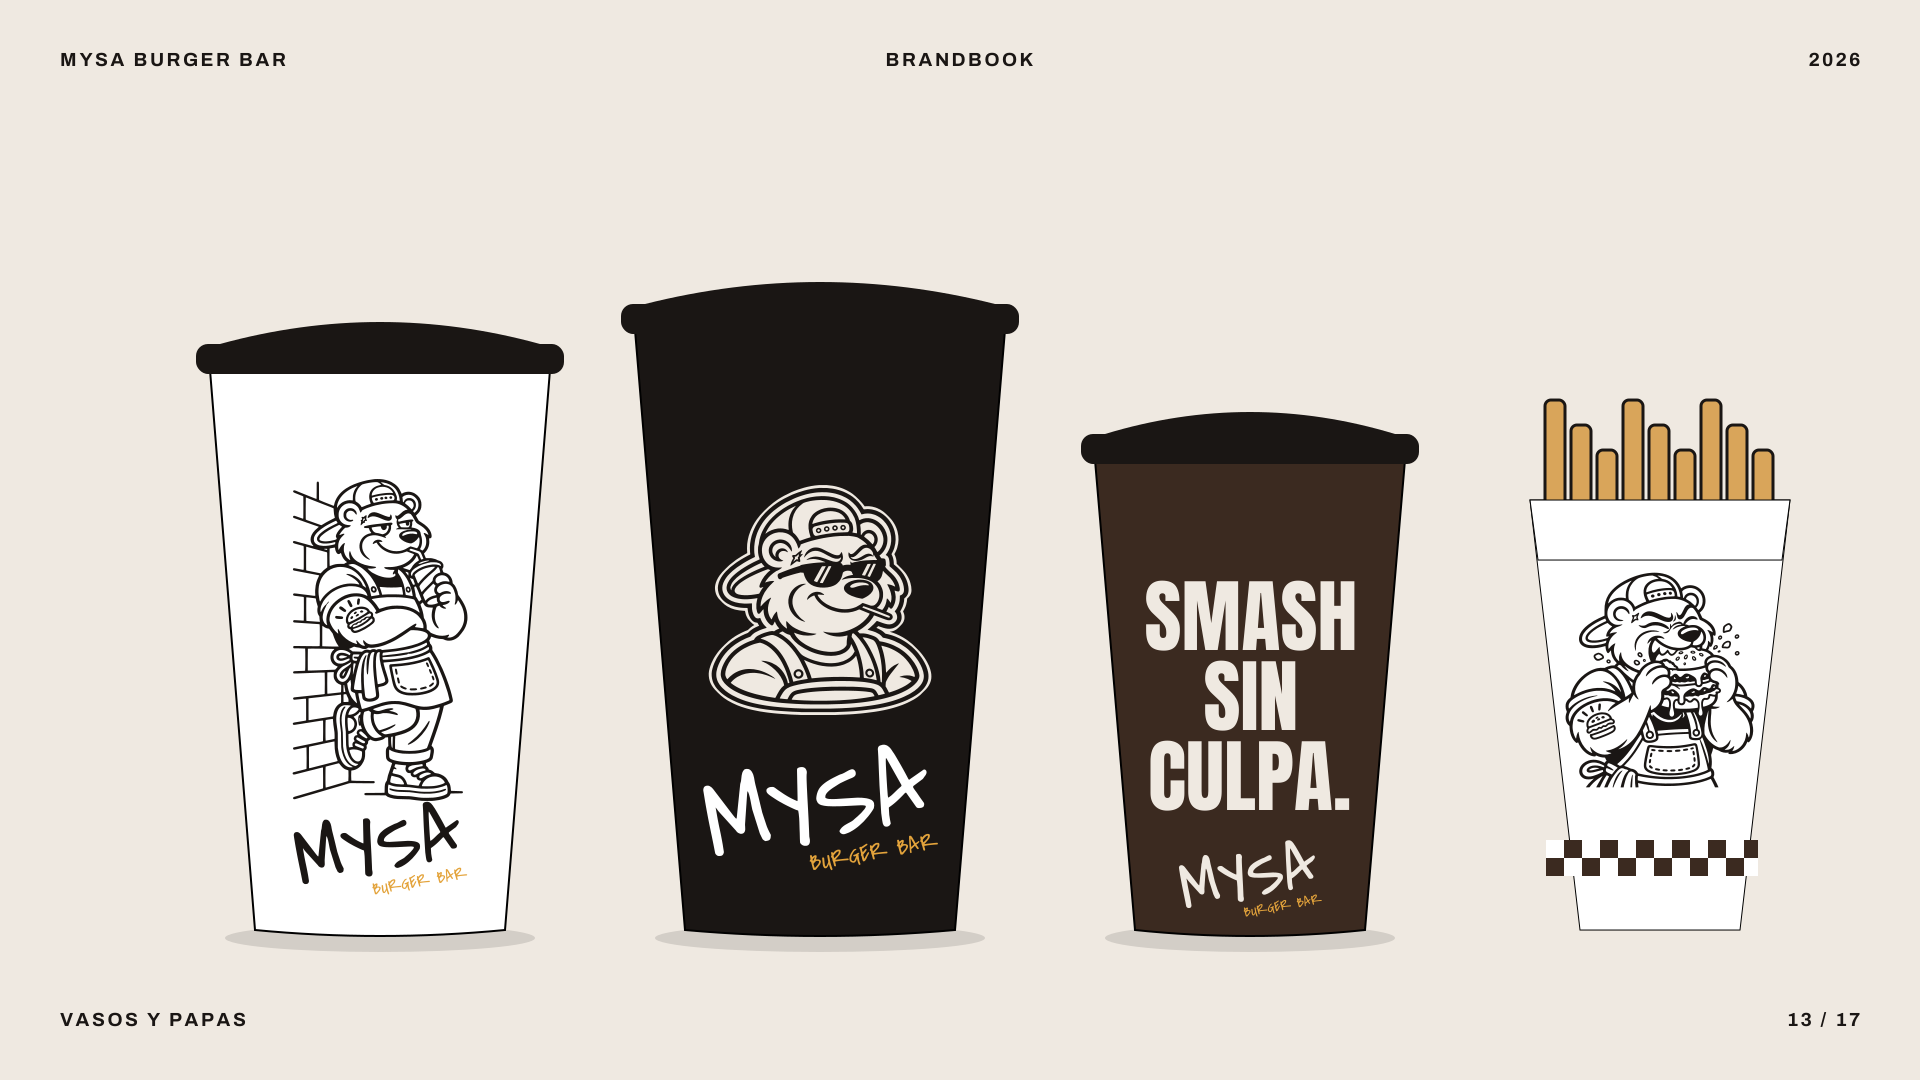 MYSA BURGER BAR
BRANDBOOK
2026
MYSA
BURGER BAR
MYSA
BURGER BAR
SMASH
SIN
CULPA.
MYSA
BURGER BAR
VASOS Y PAPAS
13 / 17